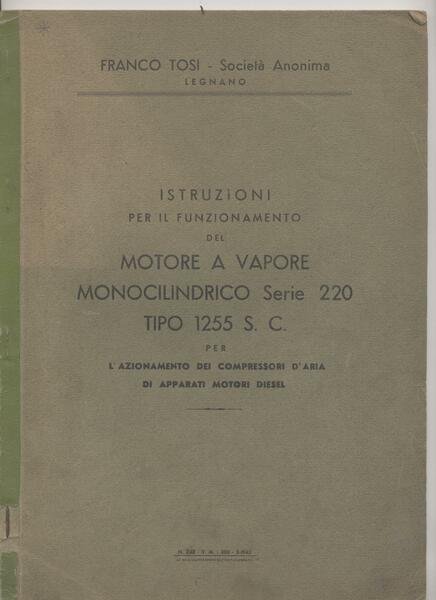 FRANCO TOSI - Società Anonima
LEGNANO
ISTRUZIONI
PER IL FUNZIONAMENTO
DEL
MOTORE A VAPORE
MONOCILINDRICO Serie 220
TIPO 1255 S. C.
PER
L'AZIONAMENTO DEI COMPRESSORI D'ARIA
DI APPARATI MOTORI DIESEL